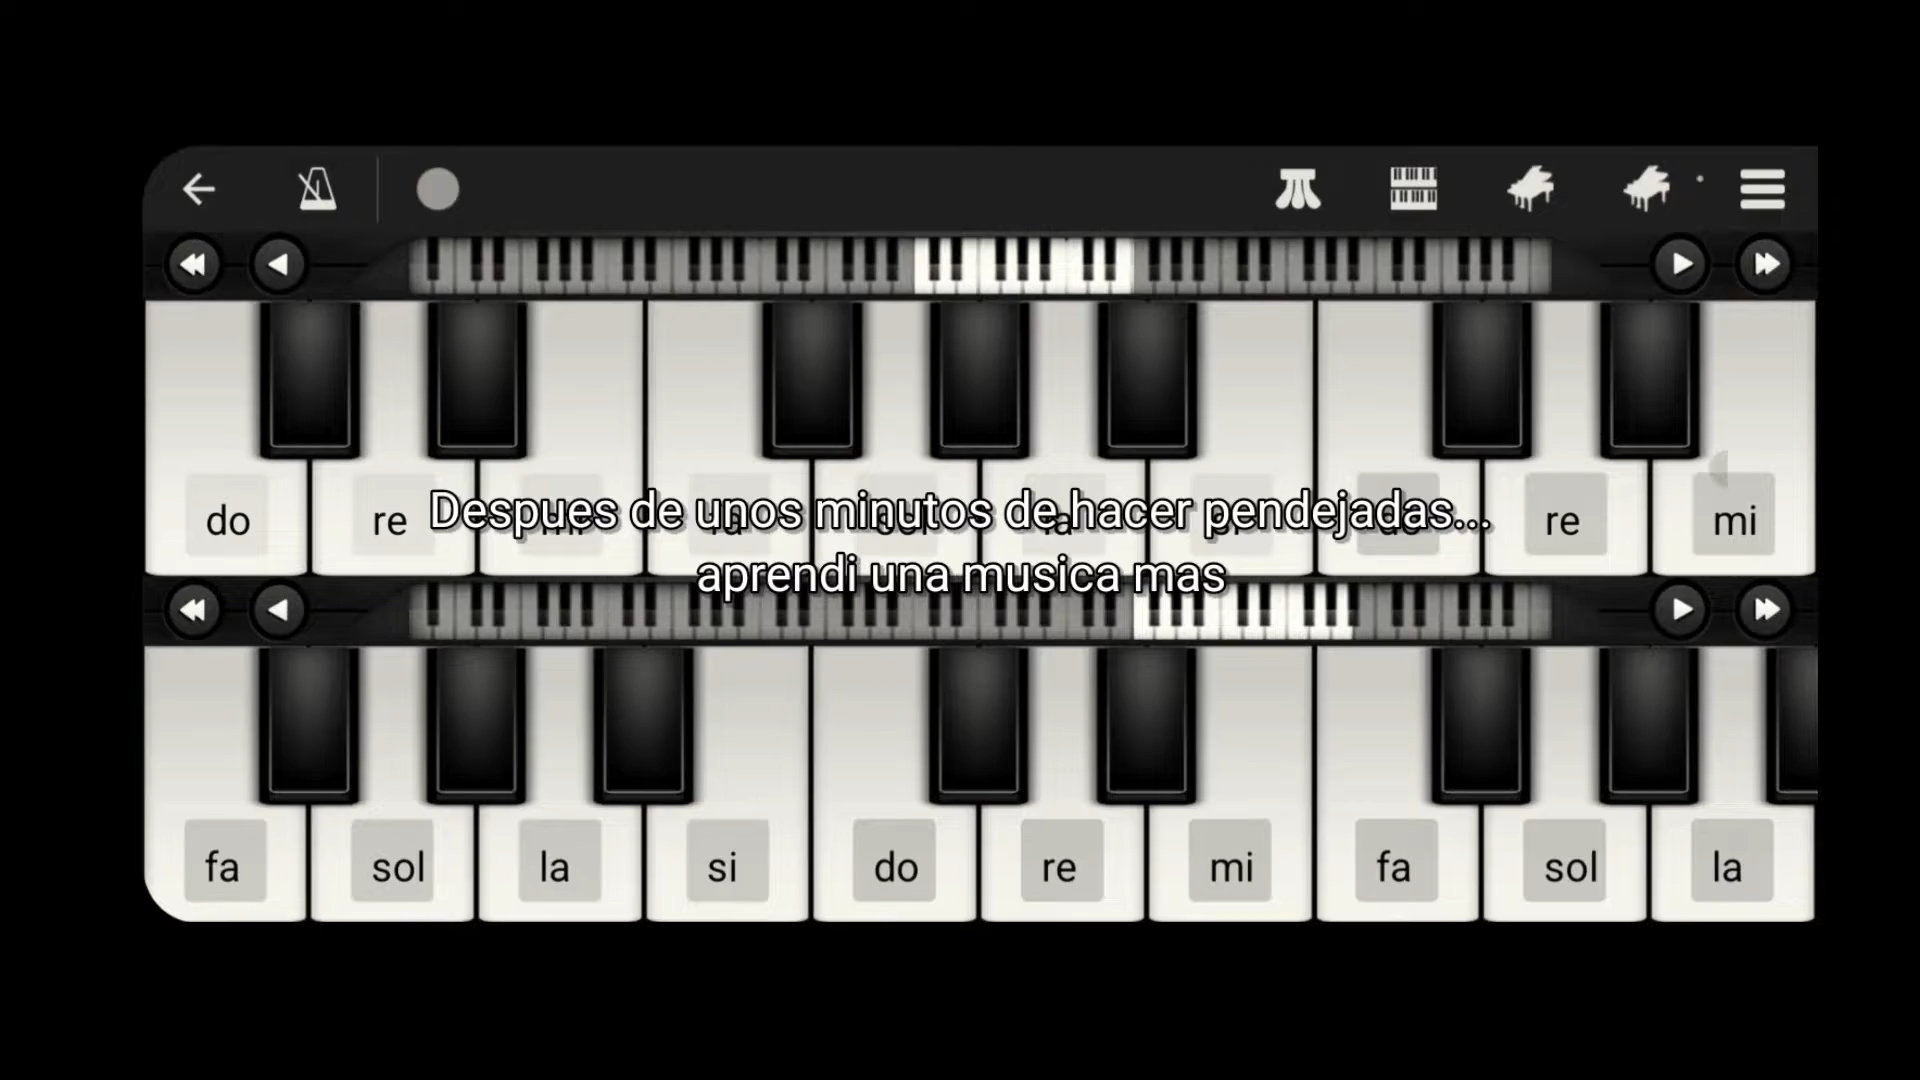 do re do re mi
Despues de unos minutos de hacer pendejadas...
aprendi una musica mas
fa sol la si do re mi fa sol la